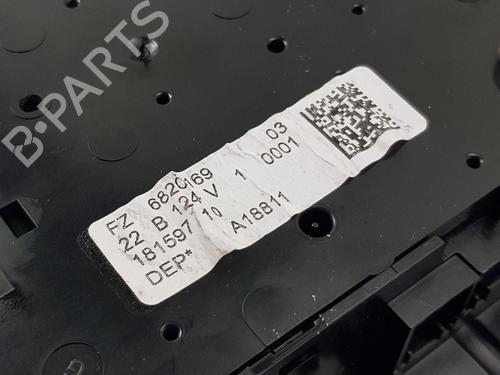 B-PARTS
FZ 6820169 03
22 B 124 V 1 0001
181597 10 A18811
DEP*